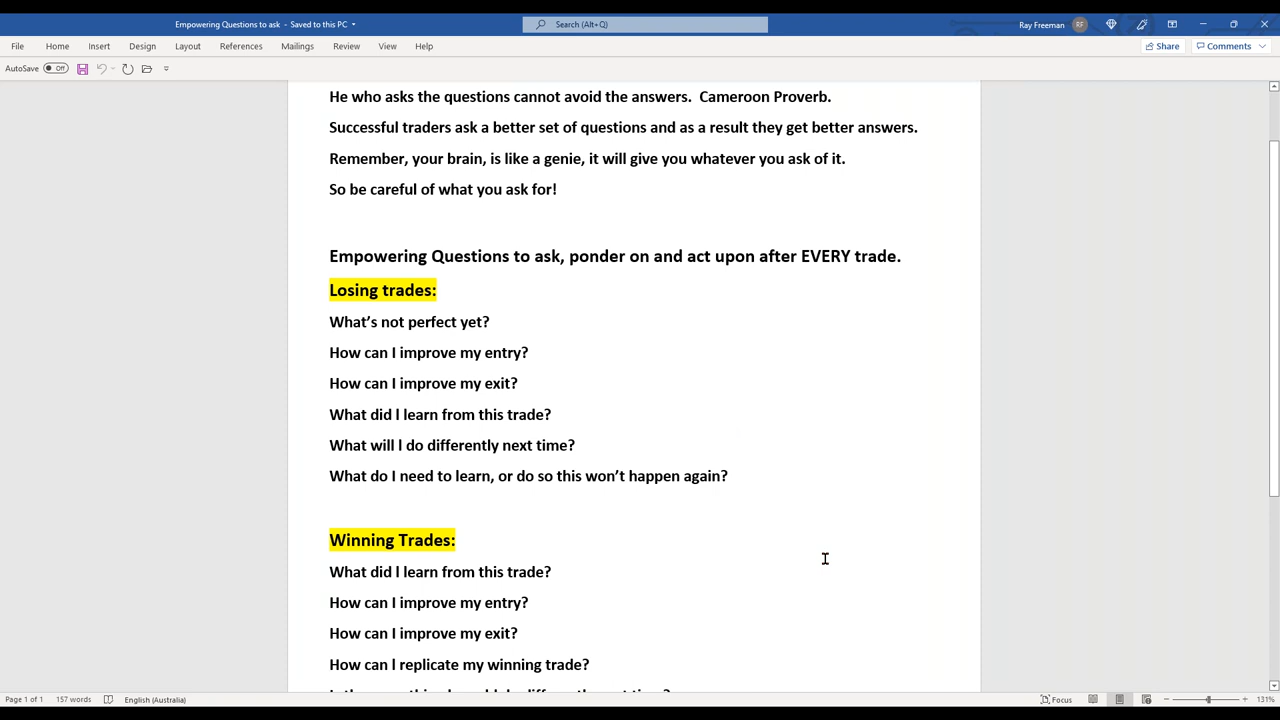 Empowering Questions to ask - Saved to this PC
Search (Alt+Q)
Ray Freeman RF
File Home Insert Design Layout References Mailings Review View Help
Share Comments
AutoSave Off
He who asks the questions cannot avoid the answers.  Cameroon Proverb.
Successful traders ask a better set of questions and as a result they get better answers.
Remember, your brain, is like a genie, it will give you whatever you ask of it.
So be careful of what you ask for!
Empowering Questions to ask, ponder on and act upon after EVERY trade.
Losing trades:
What’s not perfect yet?
How can I improve my entry?
How can I improve my exit?
What did I learn from this trade?
What will I do differently next time?
What do I need to learn, or do so this won’t happen again?
Winning Trades:
What did I learn from this trade?
How can I improve my entry?
How can I improve my exit?
How can I replicate my winning trade?
Page 1 of 1 157 words English (Australia) Focus 131%